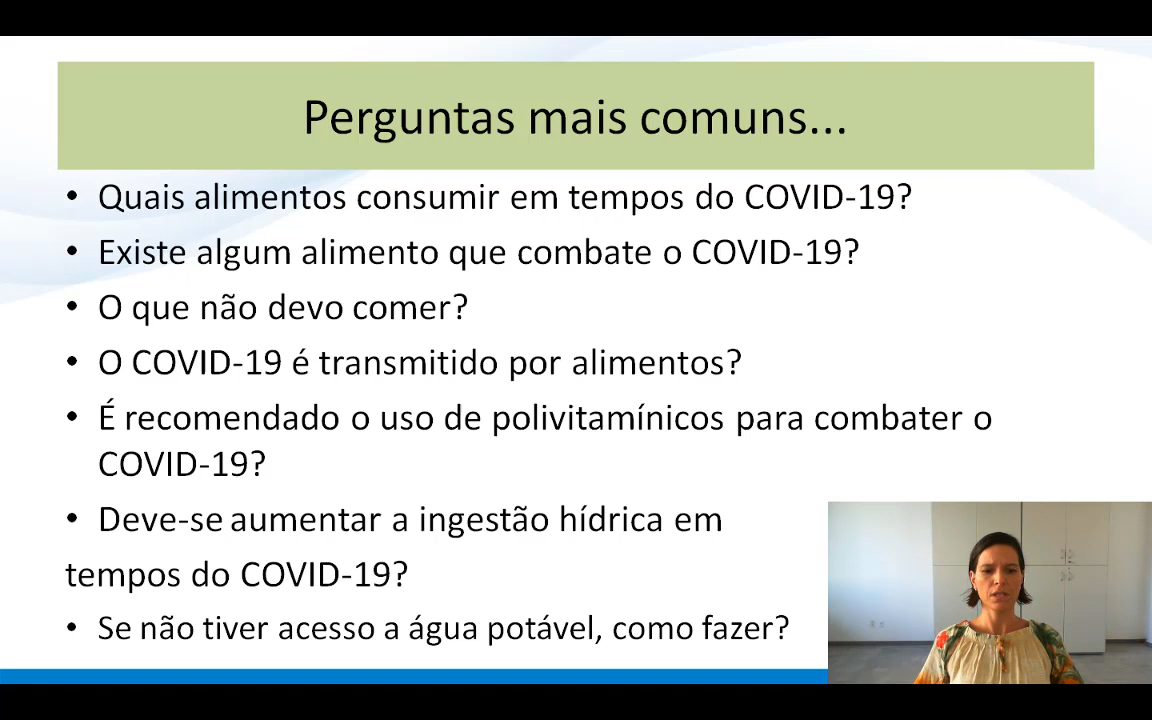 Perguntas mais comuns...
• Quais alimentos consumir em tempos do COVID-19?
• Existe algum alimento que combate o COVID-19?
• O que não devo comer?
• O COVID-19 é transmitido por alimentos?
• É recomendado o uso de polivitamínicos para combater o
COVID-19?
• Deve-se aumentar a ingestão hídrica em
tempos do COVID-19?
• Se não tiver acesso a água potável, como fazer?